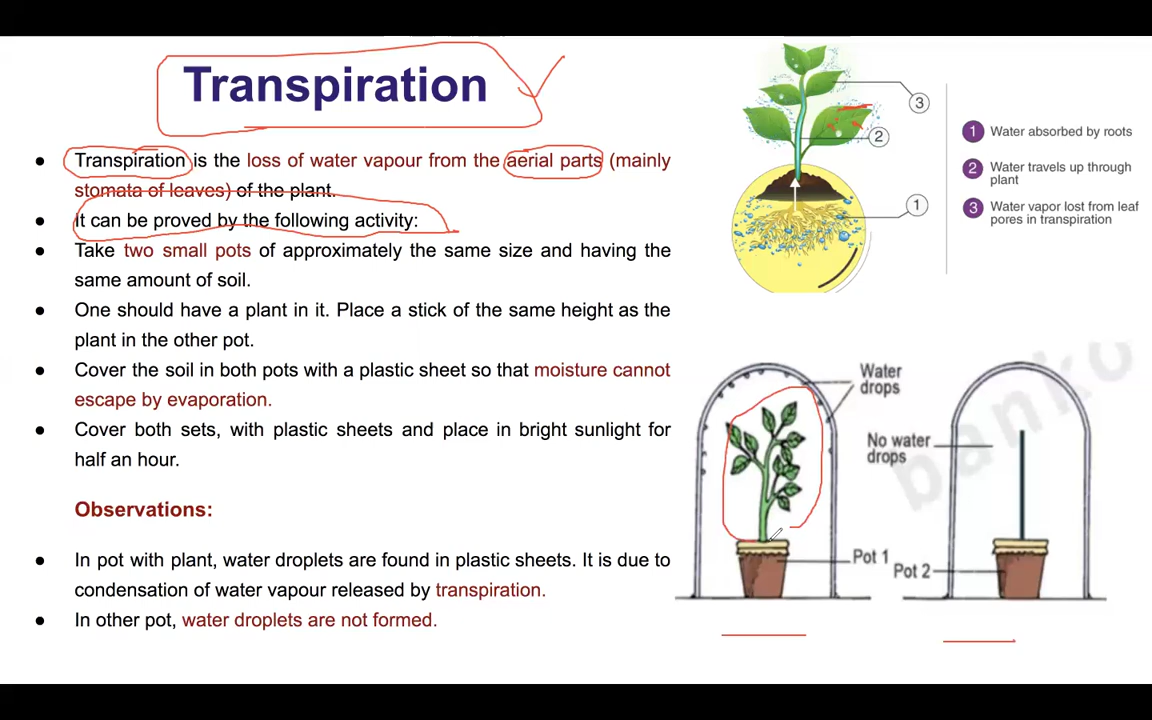 Transpiration
● Transpiration is the loss of water vapour from the aerial parts (mainly
stomata of leaves) of the plant.
● It can be proved by the following activity:
● Take two small pots of approximately the same size and having the
same amount of soil.
● One should have a plant in it. Place a stick of the same height as the
plant in the other pot.
● Cover the soil in both pots with a plastic sheet so that moisture cannot
escape by evaporation.
● Cover both sets, with plastic sheets and place in bright sunlight for
half an hour.
Observations:
● In pot with plant, water droplets are found in plastic sheets. It is due to
condensation of water vapour released by transpiration.
● In other pot, water droplets are not formed.
3
2
1
1 Water absorbed by roots
2 Water travels up through
plant
3 Water vapor lost from leaf
pores in transpiration
Water
drops
No water
drops
Pot 1
Pot 2
panko